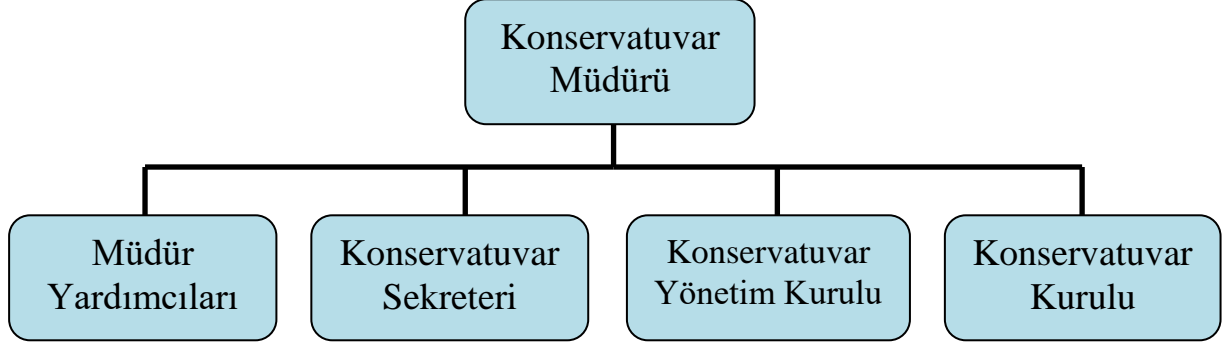 Konservatuvar
Müdürü
Müdür
Yardımcıları
Konservatuvar
Sekreteri
Konservatuvar
Yönetim Kurulu
Konservatuvar
Kurulu